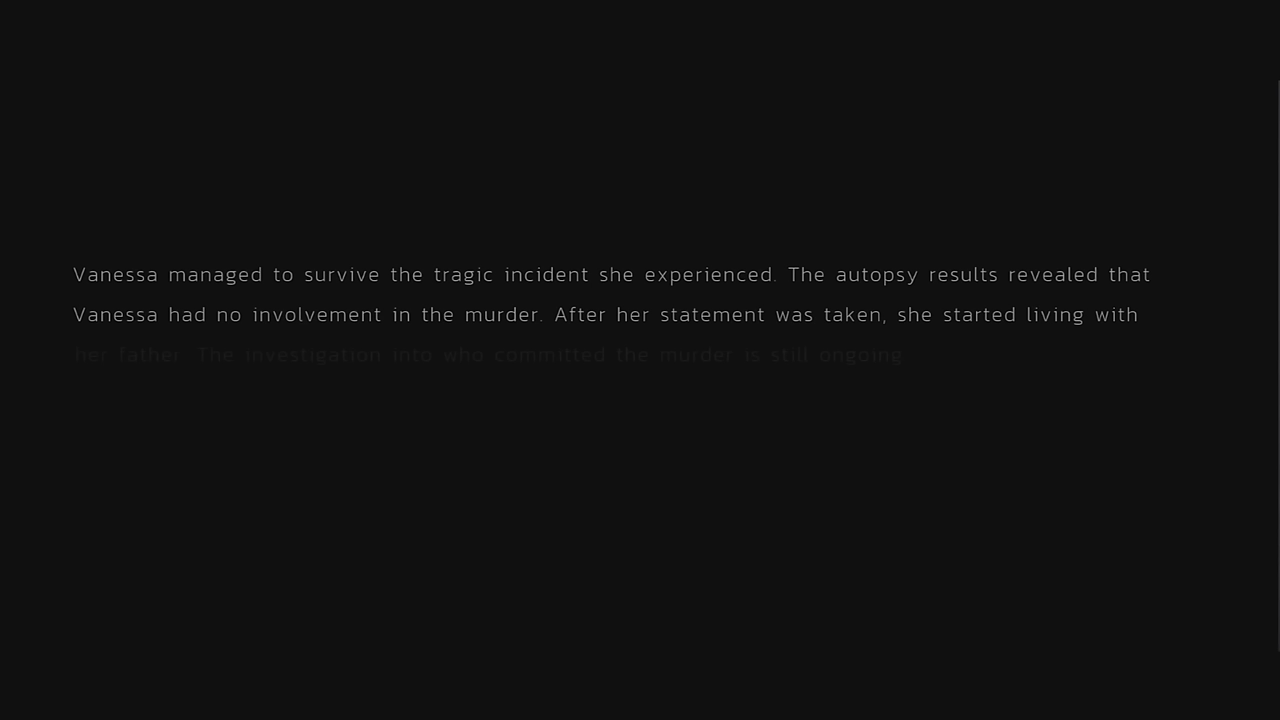 Vanessa managed to survive the tragic incident she experienced. The autopsy results revealed that
Vanessa had no involvement in the murder. After her statement was taken, she started living with
her father. The investigation into who committed the murder is still ongoing